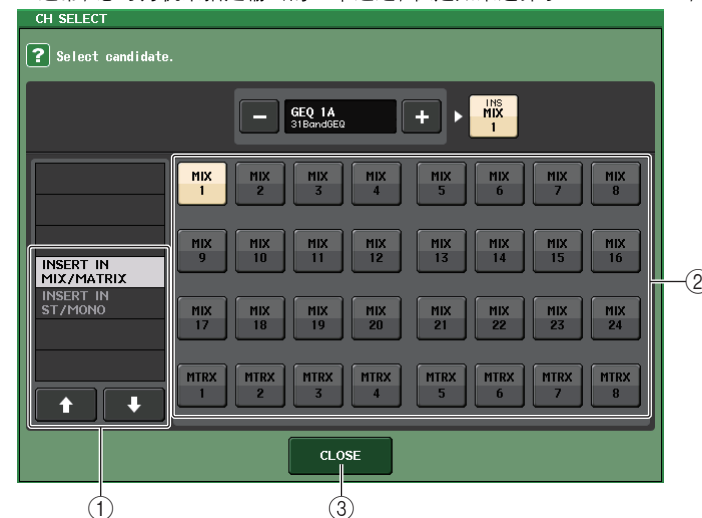 CH SELECT
? Select candidate.
− GEQ 1A + INS
31BandGEQ MIX
1
MIX 1 MIX 2 MIX 3 MIX 4 MIX 5 MIX 6 MIX 7 MIX 8
MIX 9 MIX 10 MIX 11 MIX 12 MIX 13 MIX 14 MIX 15 MIX 16
INSERT IN
MIX/MATRIX
INSERT IN
ST/MONO
MIX 17 MIX 18 MIX 19 MIX 20 MIX 21 MIX 22 MIX 23 MIX 24
MTRX 1 MTRX 2 MTRX 3 MTRX 4 MTRX 5 MTRX 6 MTRX 7 MTRX 8
②
CLOSE
① ③